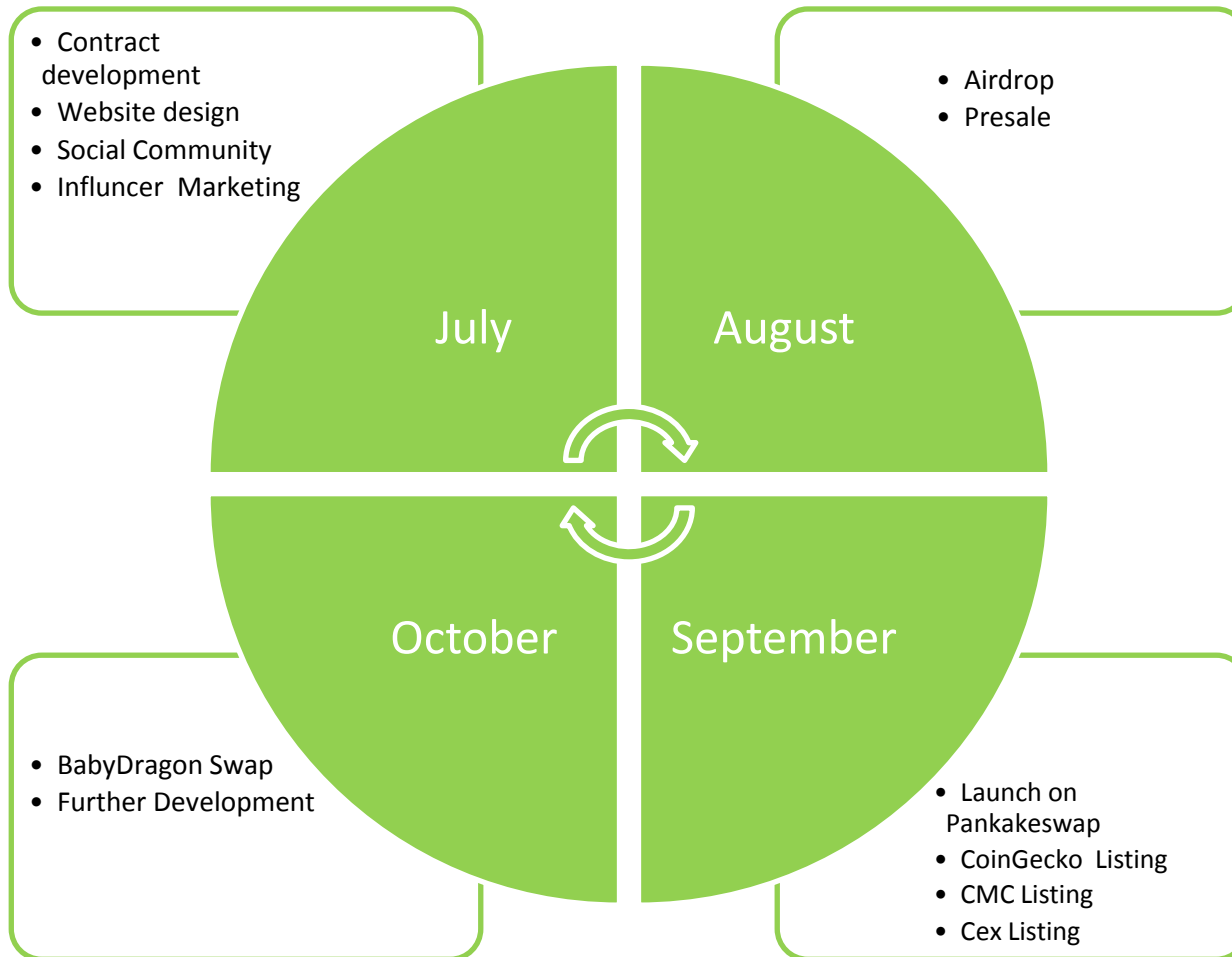 • Contract
development
• Website design
• Social Community
• Influncer Marketing
• Airdrop
• Presale
July
August
October
September
• BabyDragon Swap
• Further Development
• Launch on
Pankakeswap
• CoinGecko Listing
• CMC Listing
• Cex Listing